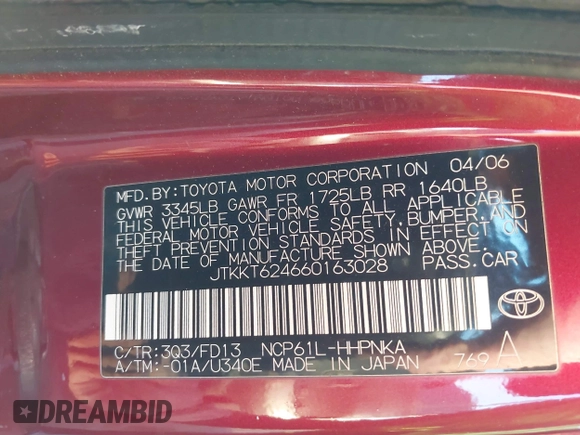 MFD.BY:TOYOTA MOTOR CORPORATION 04/06
GVWR 3345LB GAWR FR 1725LB RR 1640LB
THIS VEHICLE CONFORMS TO ALL APPLICABLE
FEDERAL MOTOR VEHICLE SAFETY,BUMPER,AND
THEFT PREVENTION STANDARDS IN EFFECT ON
THE DATE OF MANUFACTURE SHOWN ABOVE.
JTKKT624660163028 PASS.CAR
C/TR:3Q3/FD13 NCP61L-HHPNKA
A/TM:-01A/U340E MADE IN JAPAN 769 A
TOYOTA
DREAMBID